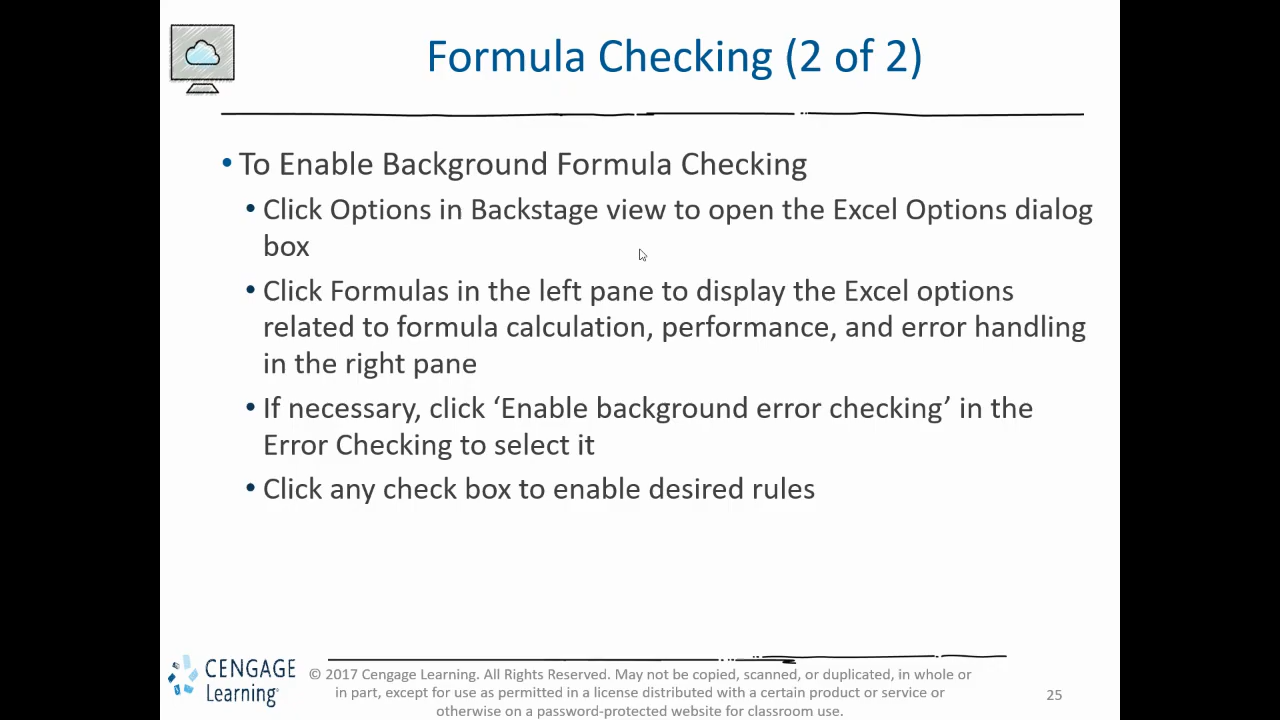 Formula Checking (2 of 2)
• To Enable Background Formula Checking
• Click Options in Backstage view to open the Excel Options dialog
box
• Click Formulas in the left pane to display the Excel options
related to formula calculation, performance, and error handling
in the right pane
• If necessary, click ‘Enable background error checking’ in the
Error Checking to select it
• Click any check box to enable desired rules
CENGAGE
Learning®
© 2017 Cengage Learning. All Rights Reserved. May not be copied, scanned, or duplicated, in whole or
in part, except for use as permitted in a license distributed with a certain product or service or
otherwise on a password-protected website for classroom use.
25